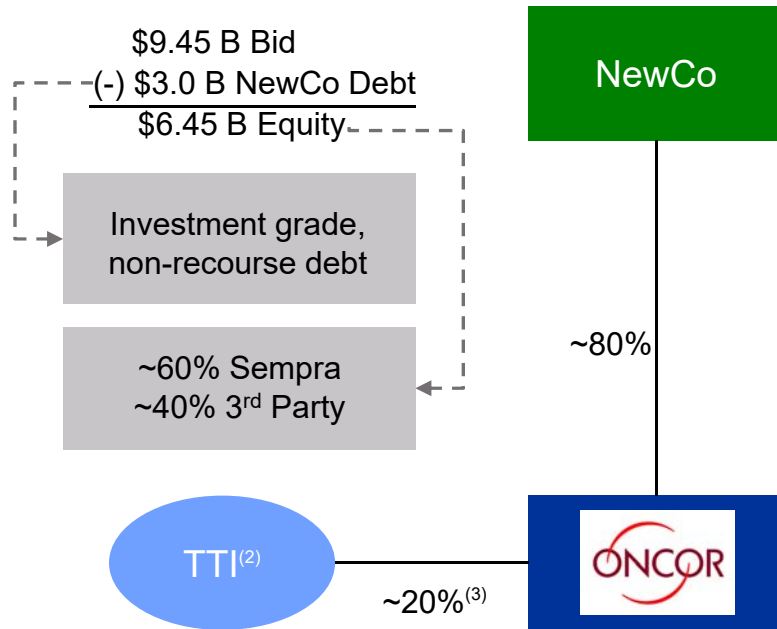 $9.45 B Bid
(-) $3.0 B NewCo Debt
$6.45 B Equity
Investment grade,
non-recourse debt
~60% Sempra
~40% 3rd Party
NewCo
~80%
TTI(2)
~20%(3)
ONCOR